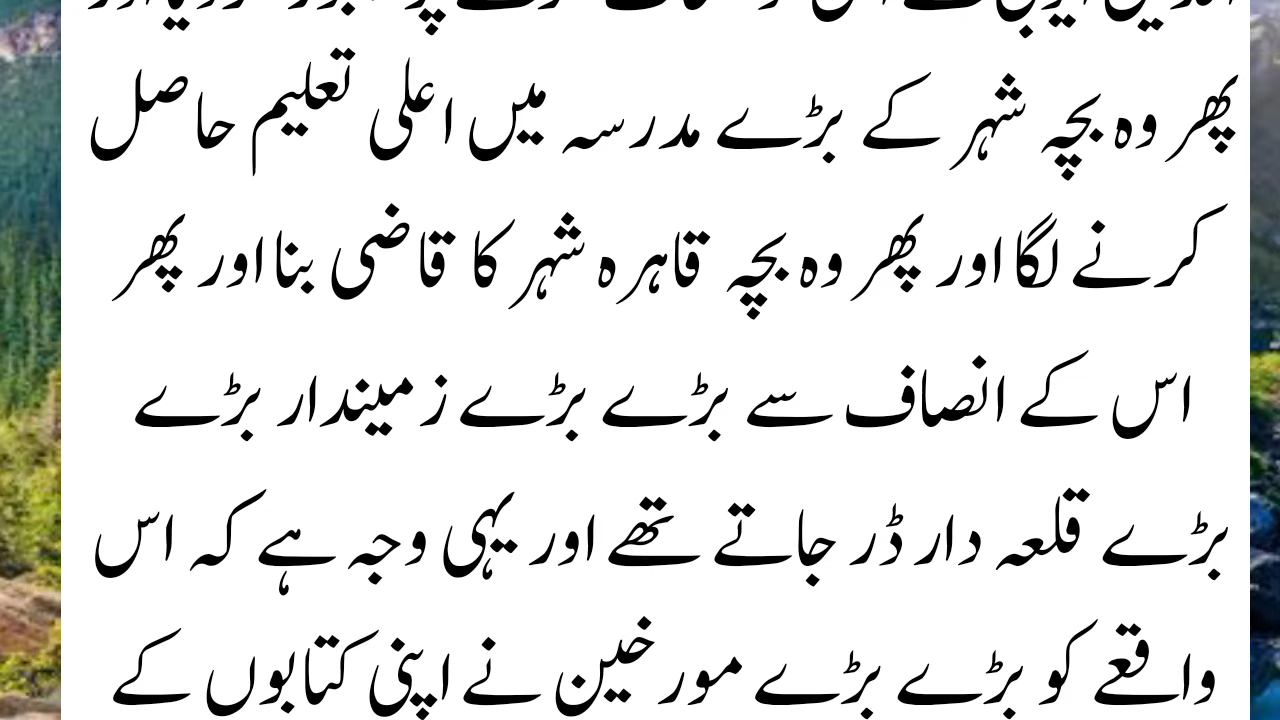 پھر وہ بچہ شہر کے بڑے مدرسہ میں اعلی تعلیم حاصل
کرنے لگا اور پھر وہ بچہ قاہرہ شہر کا قاضی بنا اور پھر
اس کے انصاف سے بڑے بڑے زمیندار بڑے
بڑے قلعہ دار ڈر جاتے تھے اور یہی وجہ ہے کہ اس
واقعے کو بڑے بڑے مورخین نے اپنی کتابوں کے